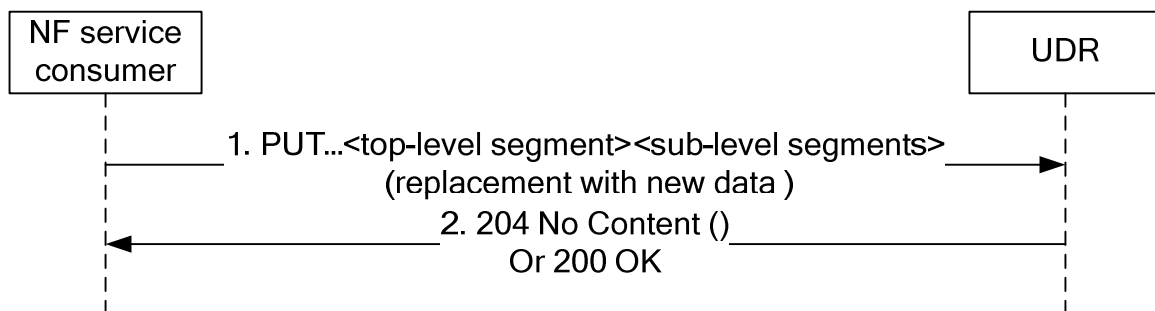 NF service
consumer
UDR
1. PUT...<top-level segment><sub-level segments>
(replacement with new data )
2. 204 No Content ()
Or 200 OK